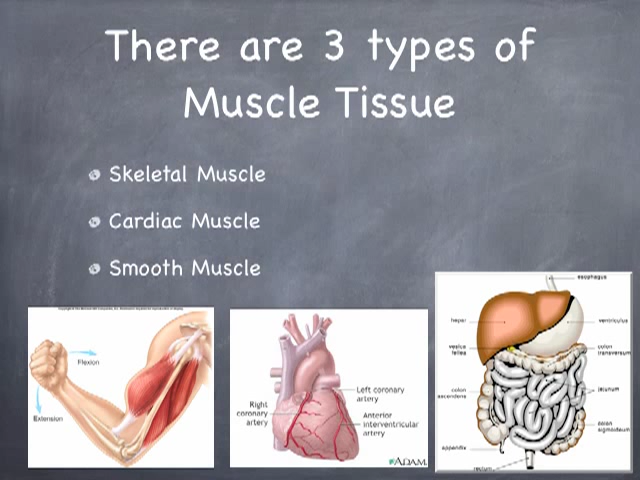 There are 3 types of
Muscle Tissue
Skeletal Muscle
Cardiac Muscle
Smooth Muscle
Flexion
Extension
Left coronary
artery
Right
coronary
artery
Anterior
interventricular
artery
ADAM.
esophagus
hepar
ventriculus
vesica
fellea
colon
transversum
colon
ascendens
jejunum
colon
sigmoideum
appendix
rectum